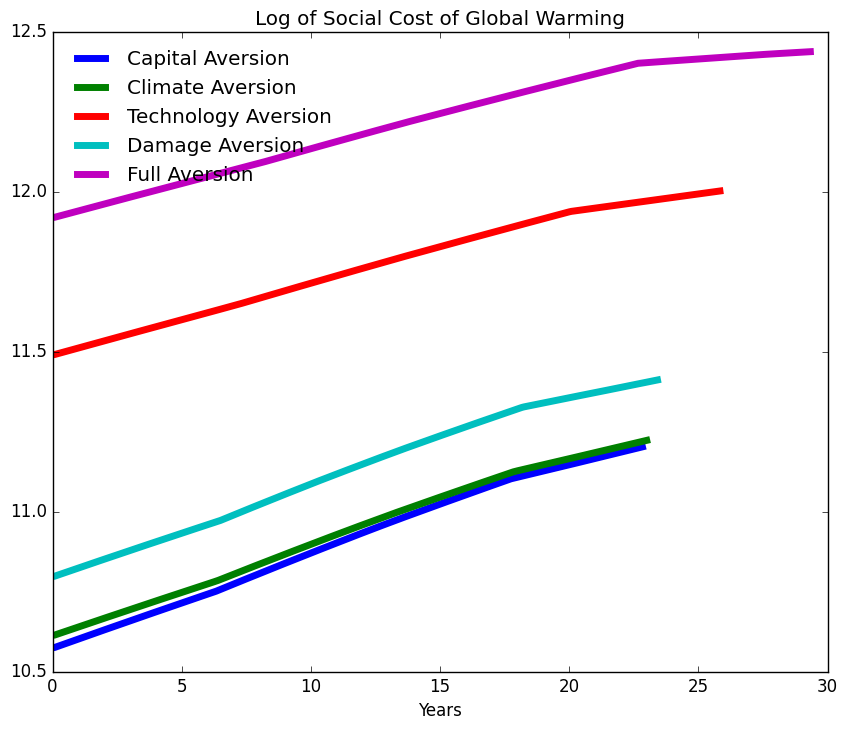 Log of Social Cost of Global Warming
12.5
Capital Aversion
Climate Aversion
Technology Aversion
Damage Aversion
Full Aversion
12.0
11.5
11.0
10.5
0 5 10 15 20 25 30
Years